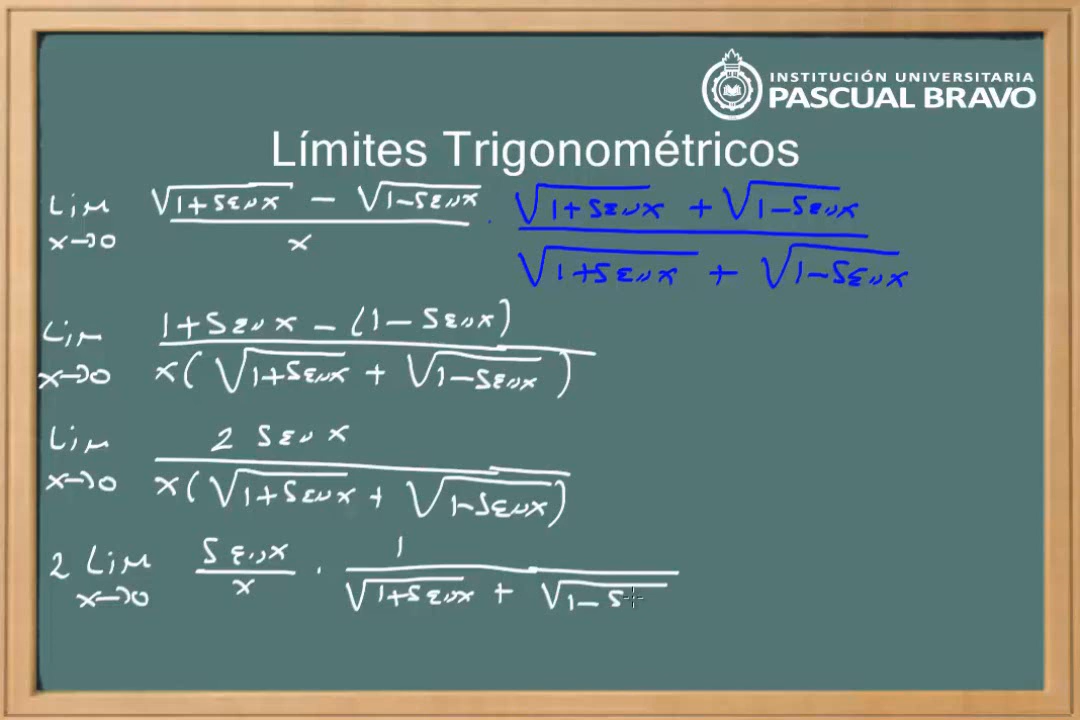 INSTITUCIÓN UNIVERSITARIA
PASCUAL BRAVO
Límites Trigonométricos
Lim x→0 (√(1+Senx) − √(1−Senx))/x · (√(1+Senx) + √(1−Senx))/(√(1+Senx) + √(1−Senx))
Lim x→0 (1+Senx − (1−Senx))/(x(√(1+Senx) + √(1−Senx)))
Lim x→0 (2 Sen x)/(x(√(1+Senx) + √(1−Senx)))
2 Lim x→0 (Senx)/x · 1/(√(1+Senx) + √(1−S